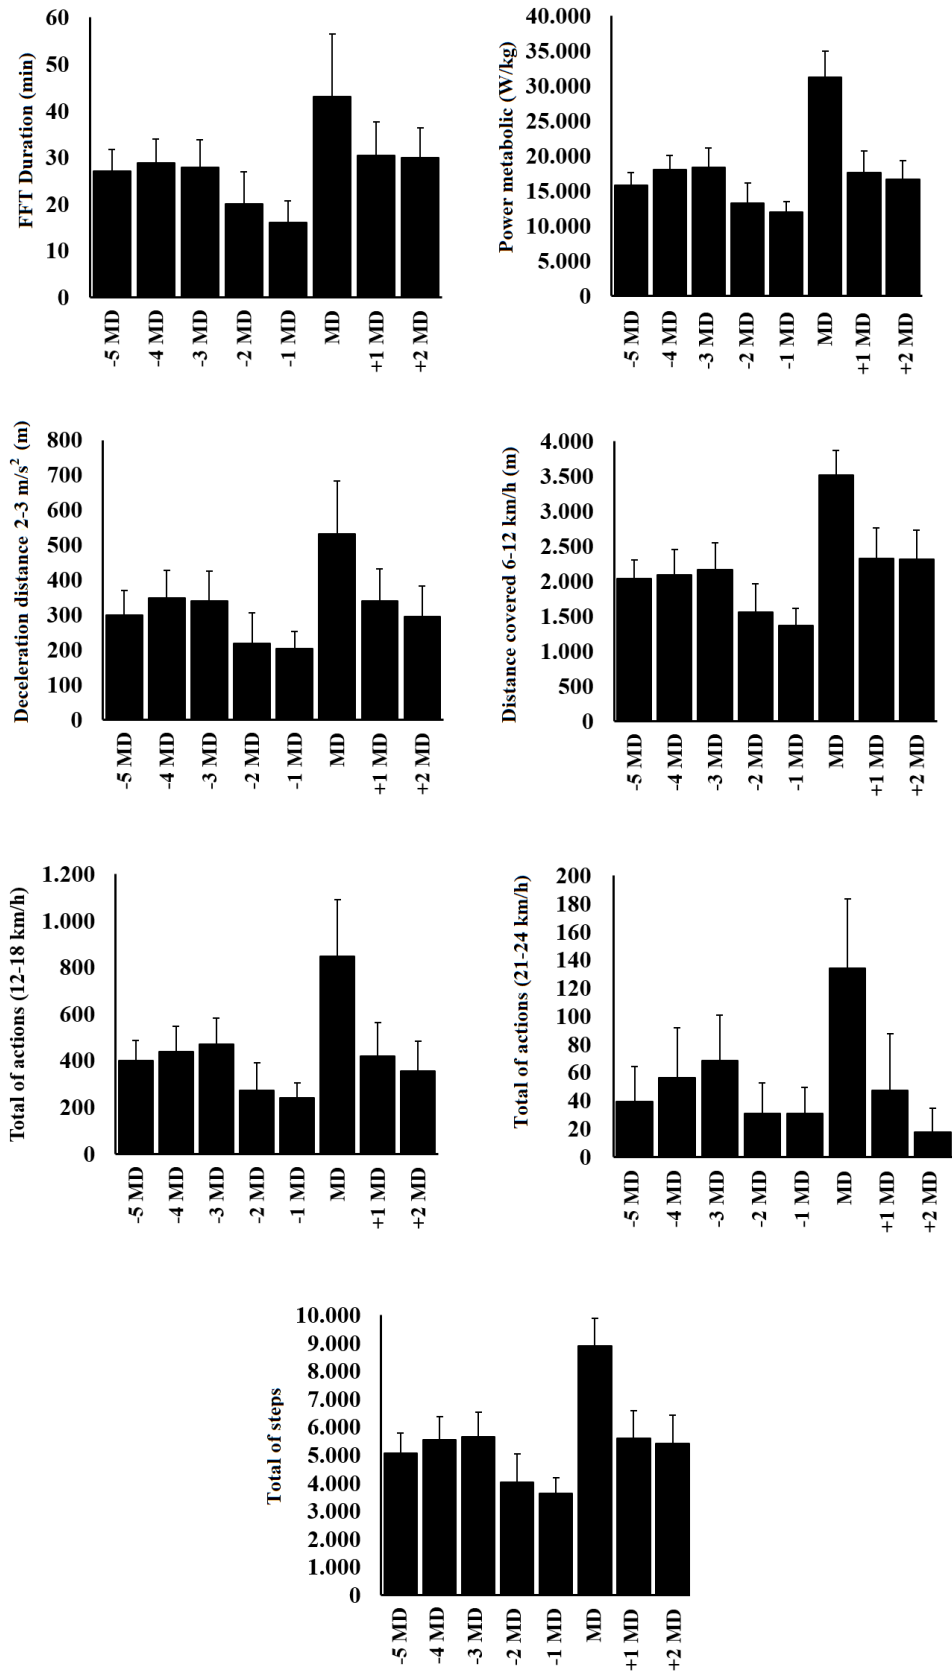 FFT Duration (min)
60
50
40
30
20
10
0
-5 MD
-4 MD
-3 MD
-2 MD
-1 MD
MD
+1 MD
+2 MD
Power metabolic (W/kg)
40.000
35.000
30.000
25.000
20.000
15.000
10.000
5.000
0
-5 MD
-4 MD
-3 MD
-2 MD
-1 MD
MD
+1 MD
+2 MD
Deceleration distance 2-3 m/s² (m)
800
700
600
500
400
300
200
100
0
-5 MD
-4 MD
-3 MD
-2 MD
-1 MD
MD
+1 MD
+2 MD
Distance covered 6-12 km/h (m)
4.000
3.500
3.000
2.500
2.000
1.500
1.000
500
0
-5 MD
-4 MD
-3 MD
-2 MD
-1 MD
MD
+1 MD
+2 MD
Total of actions (12-18 km/h)
1.200
1.000
800
600
400
200
0
-5 MD
-4 MD
-3 MD
-2 MD
-1 MD
MD
+1 MD
+2 MD
Total of actions (21-24 km/h)
200
180
160
140
120
100
80
60
40
20
0
-5 MD
-4 MD
-3 MD
-2 MD
-1 MD
MD
+1 MD
+2 MD
Total of steps
10.000
9.000
8.000
7.000
6.000
5.000
4.000
3.000
2.000
1.000
0
-5 MD
-4 MD
-3 MD
-2 MD
-1 MD
MD
+1 MD
+2 MD